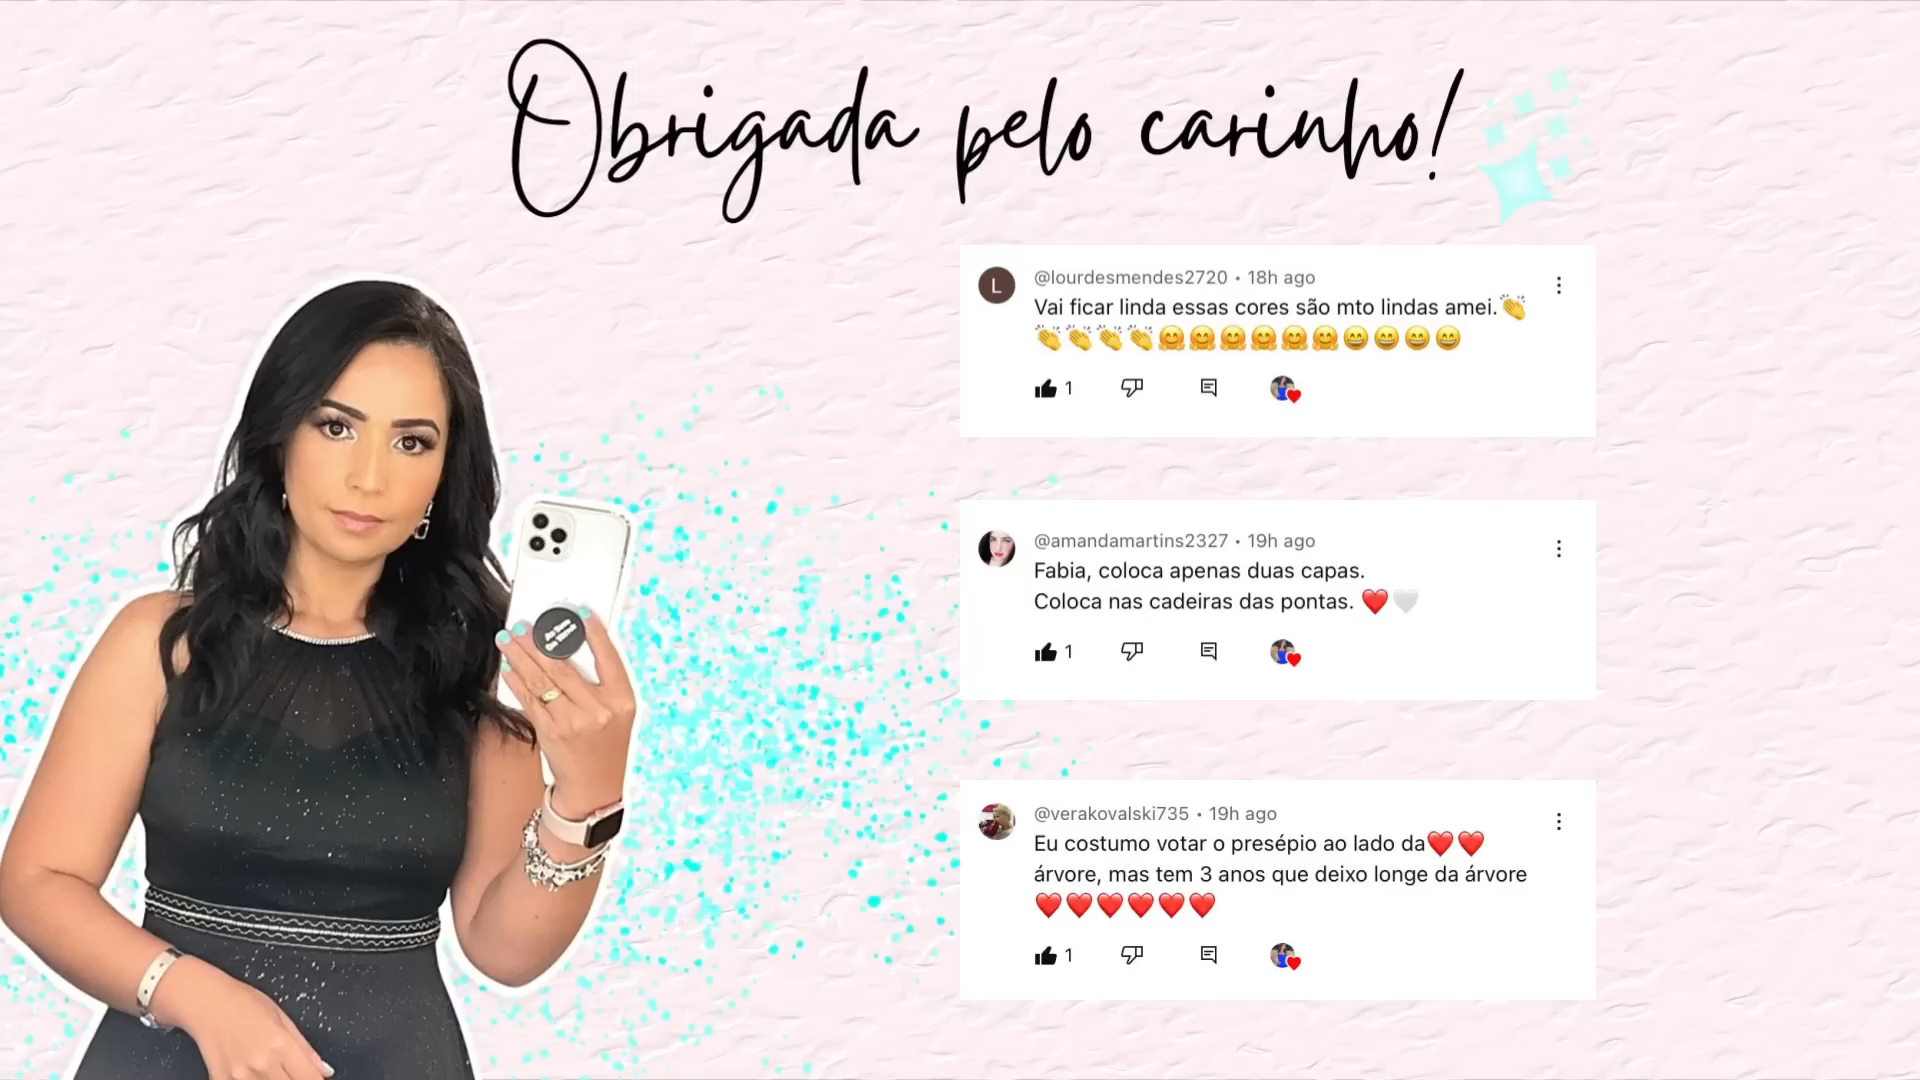 Obrigada pelo carinho!
L
@lourdesmendes2720 • 18h ago
Vai ficar linda essas cores são mto lindas amei.👏
👏👏👏👏🤗🤗🤗🤗🤗🤗😄😄😄😄
1
@amandamartins2327 • 19h ago
Fabia, coloca apenas duas capas.
Coloca nas cadeiras das pontas. ❤️🤍
1
@verakovalski735 • 19h ago
Eu costumo votar o presépio ao lado da❤️❤️
árvore, mas tem 3 anos que deixo longe da árvore
❤️❤️❤️❤️❤️❤️
1